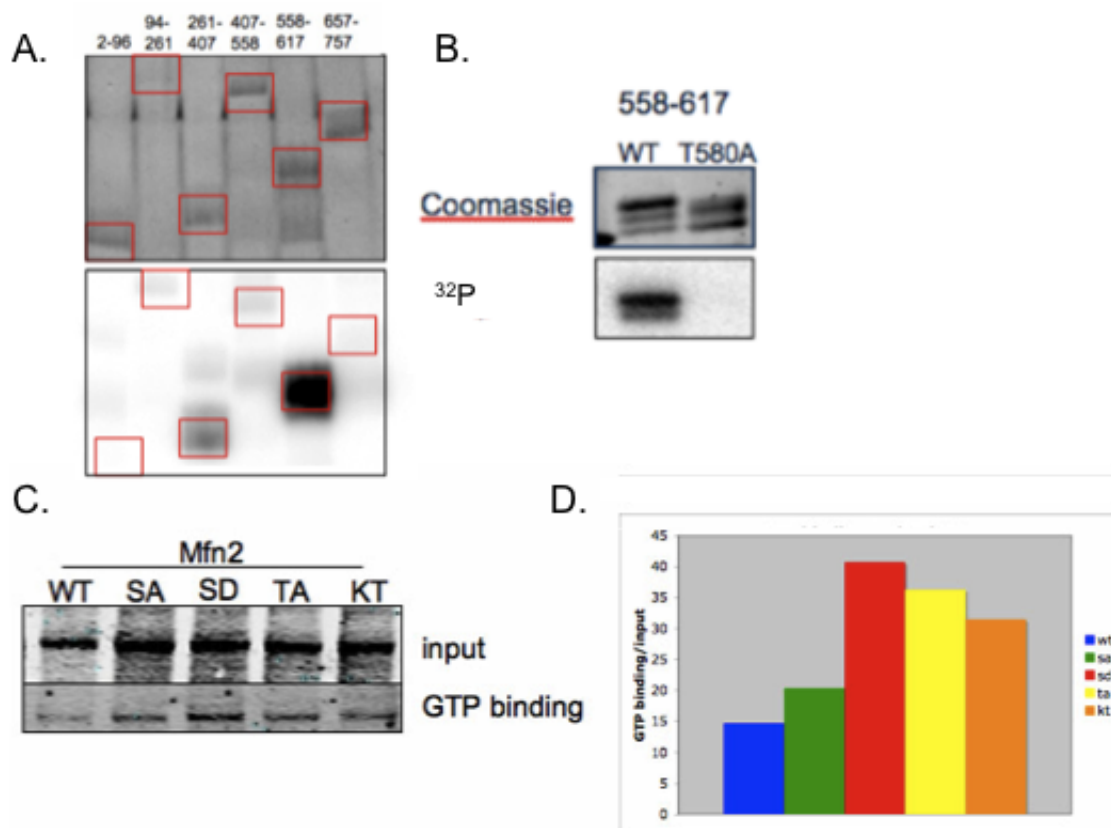 A.
2-96 94-261 261-407 407-558 558-617 657-757
B.
558-617
WT T580A
Coomassie
32P
C.
Mfn2
WT SA SD TA KT
input
GTP binding
D.
45
40
35
30
25
20
15
10
5
0
GTP binding/input
wt
sa
sd
ta
kt